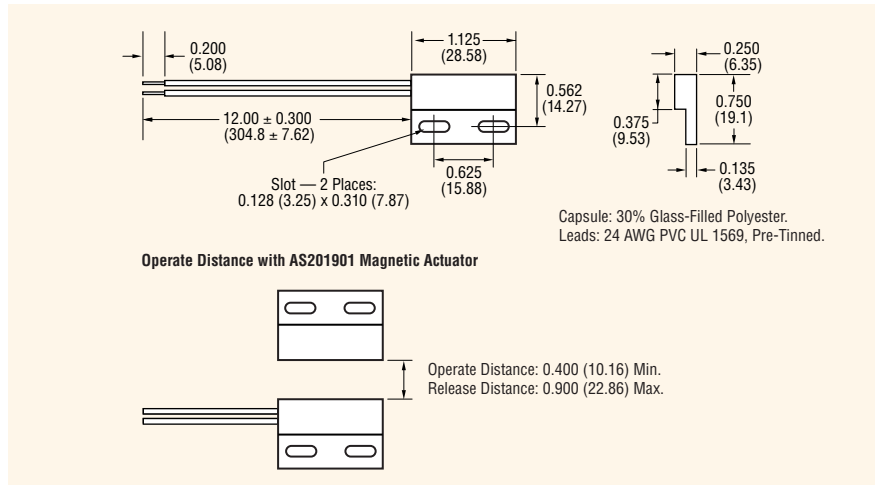 0.200
(5.08)
1.125
(28.58)
0.562
(14.27)
12.00 ± 0.300
(304.8 ± 7.62)
0.625
(15.88)
Slot — 2 Places:
0.128 (3.25) x 0.310 (7.87)
0.250
(6.35)
0.750
(19.1)
0.375
(9.53)
0.135
(3.43)
Capsule: 30% Glass-Filled Polyester.
Leads: 24 AWG PVC UL 1569, Pre-Tinned.
Operate Distance with AS201901 Magnetic Actuator
Operate Distance: 0.400 (10.16) Min.
Release Distance: 0.900 (22.86) Max.